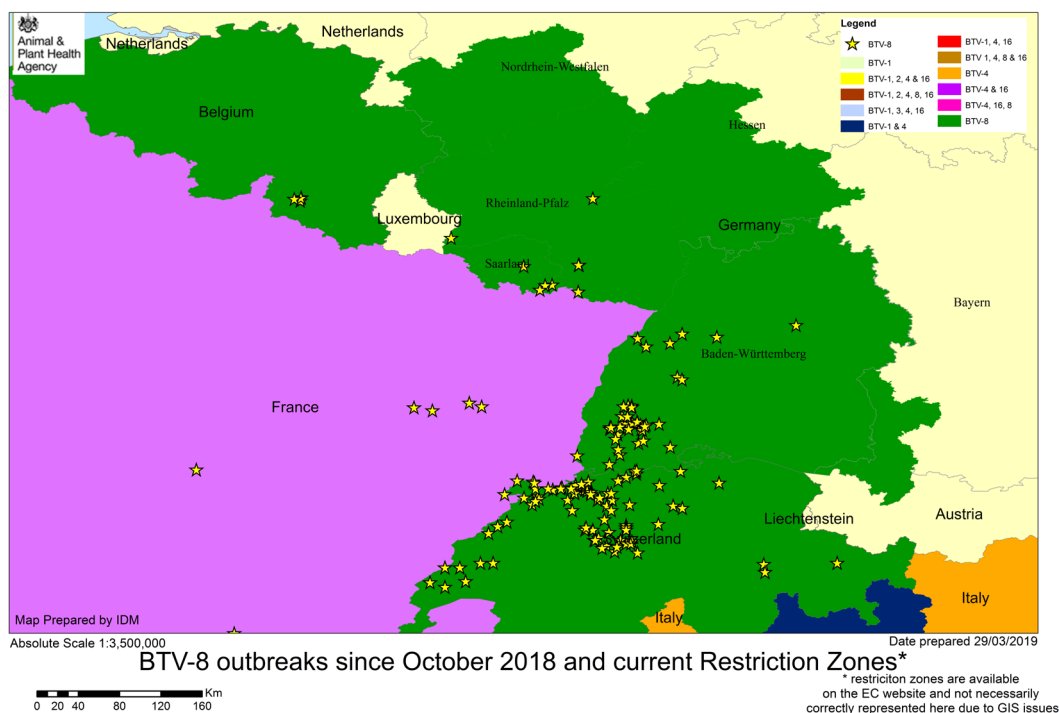 Animal &
Plant Health
Agency
Netherlands
Netherlands
Nordrhein-Westfalen
Belgium
Hessen
Rheinland-Pfalz
Luxembourg
Germany
Saarland
Bayern
Baden-Württemberg
France
Liechtenstein
Austria
Italy
Italy
Legend
BTV-8
BTV-1
BTV-1, 2, 4 & 16
BTV-1, 2, 4, 8, 16
BTV-1, 3, 4, 16
BTV-1 & 4
BTV-1, 4, 16
BTV 1, 4, 8 & 16
BTV-4
BTV-4 & 16
BTV-4, 16, 8
BTV-8
Map Prepared by IDM
Absolute Scale 1:3,500,000
Date prepared 29/03/2019
BTV-8 outbreaks since October 2018 and current Restriction Zones*
* restriciton zones are available
on the EC website and not necessarily
correctly represented here due to GIS issues
Km
0 20 40 80 120 160